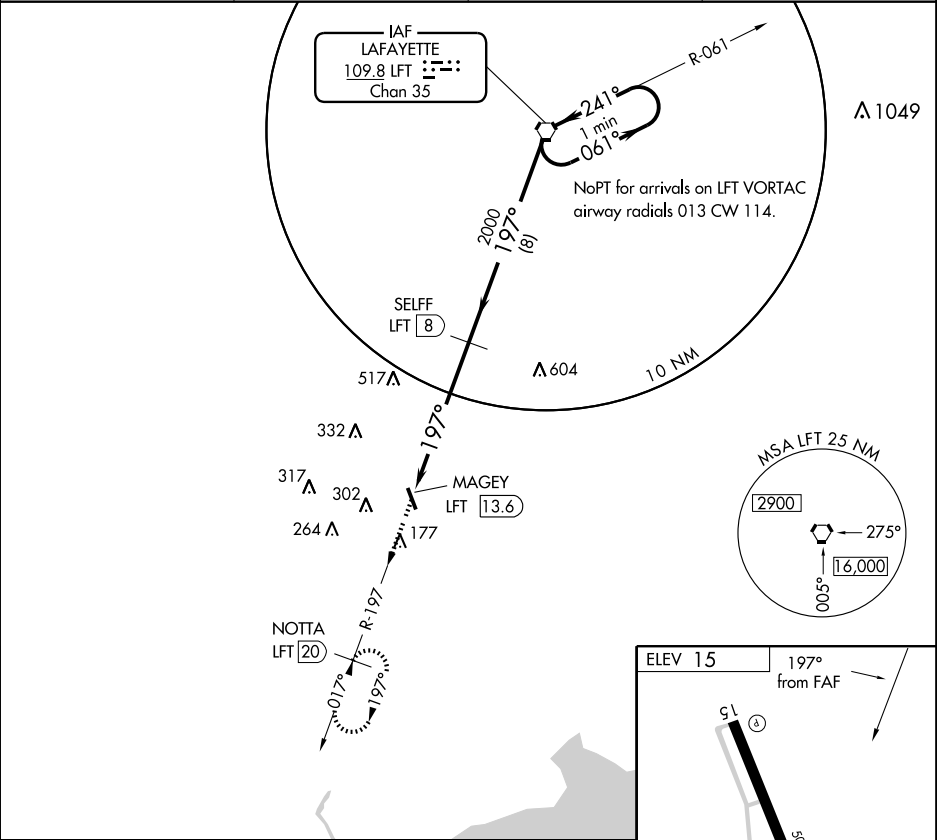 IAF
LAFAYETTE
109.8 LFT
Chan 35
R-061
241°
1 min
061°
1049
NoPT for arrivals on LFT VORTAC
airway radials 013 CW 114.
2000
197°
(8)
SELFF
LFT 8
604
10 NM
517
197°
332
MAGEY
LFT 13.6
317
302
264
177
MSA LFT 25 NM
2900
275°
16,000
005°
R-197
NOTTA
LFT 20
017°
197°
ELEV 15
197°
from FAF
15
P